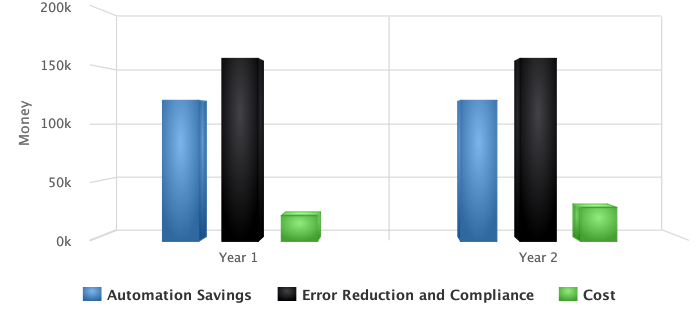 200k
150k
100k
50k
0k
Money
Year 1
Year 2
Automation Savings
Error Reduction and Compliance
Cost